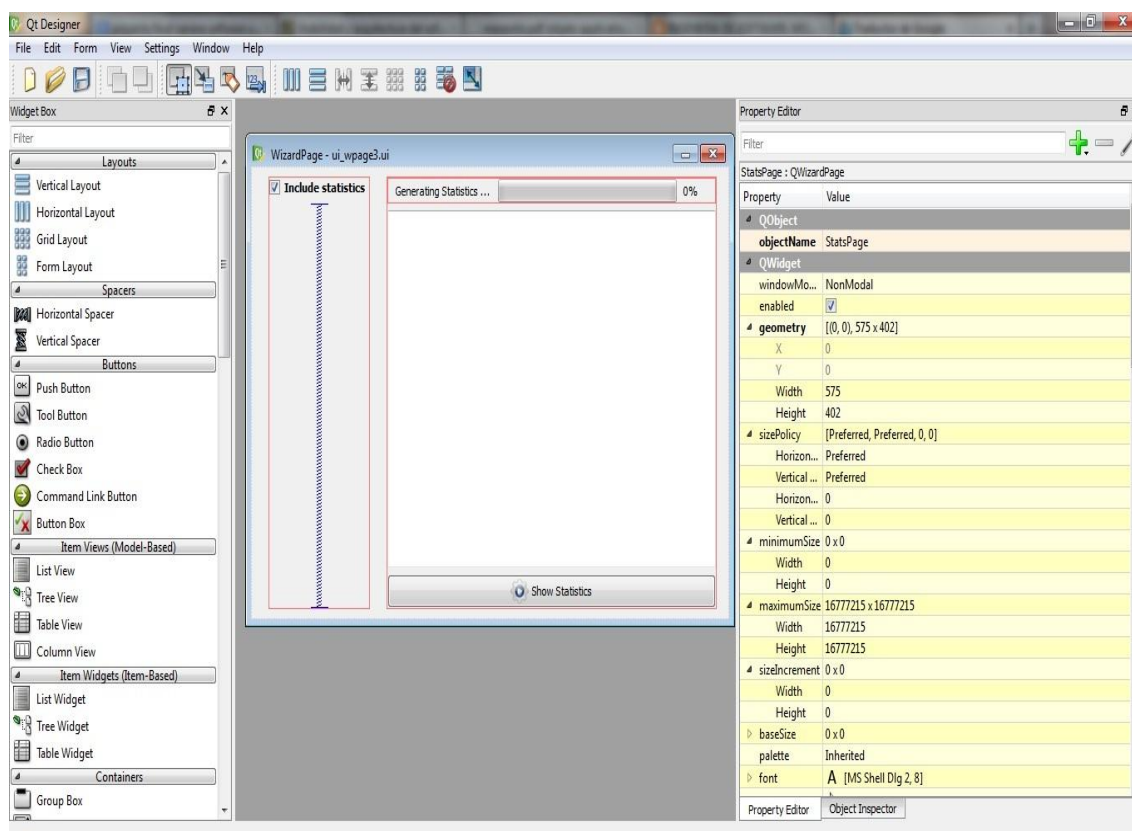 Qt Designer
File Edit Form View Settings Window Help
Widget Box
Filter
Layouts
Vertical Layout
Horizontal Layout
Grid Layout
Form Layout
Spacers
Horizontal Spacer
Vertical Spacer
Buttons
OK Push Button
Tool Button
Radio Button
Check Box
Command Link Button
Button Box
Item Views (Model-Based)
List View
Tree View
Table View
Column View
Item Widgets (Item-Based)
List Widget
Tree Widget
Table Widget
Containers
Group Box
WizardPage - ui_wpage3.ui
Include statistics
Generating Statistics ... 0%
Show Statistics
Property Editor
Filter
StatsPage : QWizardPage
Property Value
QObject
objectName StatsPage
QWidget
windowMo... NonModal
enabled
geometry [(0, 0), 575 x 402]
X 0
Y 0
Width 575
Height 402
sizePolicy [Preferred, Preferred, 0, 0]
Horizon... Preferred
Vertical ... Preferred
Horizon... 0
Vertical ... 0
minimumSize 0 x 0
Width 0
Height 0
maximumSize 16777215 x 16777215
Width 16777215
Height 16777215
sizeIncrement 0 x 0
Width 0
Height 0
baseSize 0 x 0
palette Inherited
font A [MS Shell Dlg 2, 8]
Property Editor Object Inspector